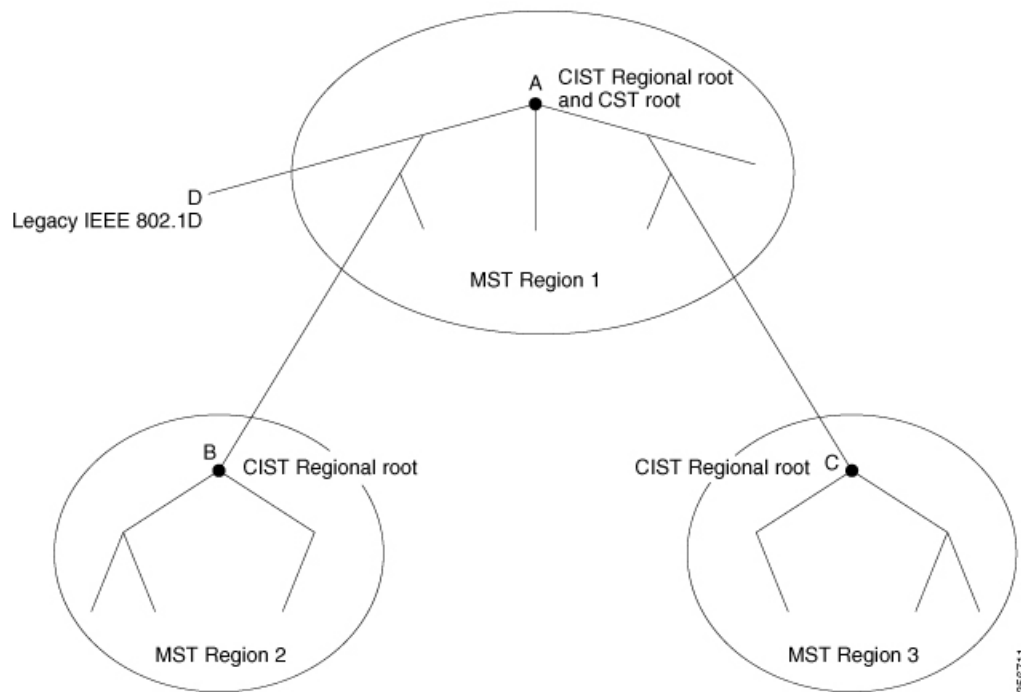 A
CIST Regional root
and CST root
D
Legacy IEEE 802.1D
MST Region 1
B
CIST Regional root
CIST Regional root
C
MST Region 2
MST Region 3